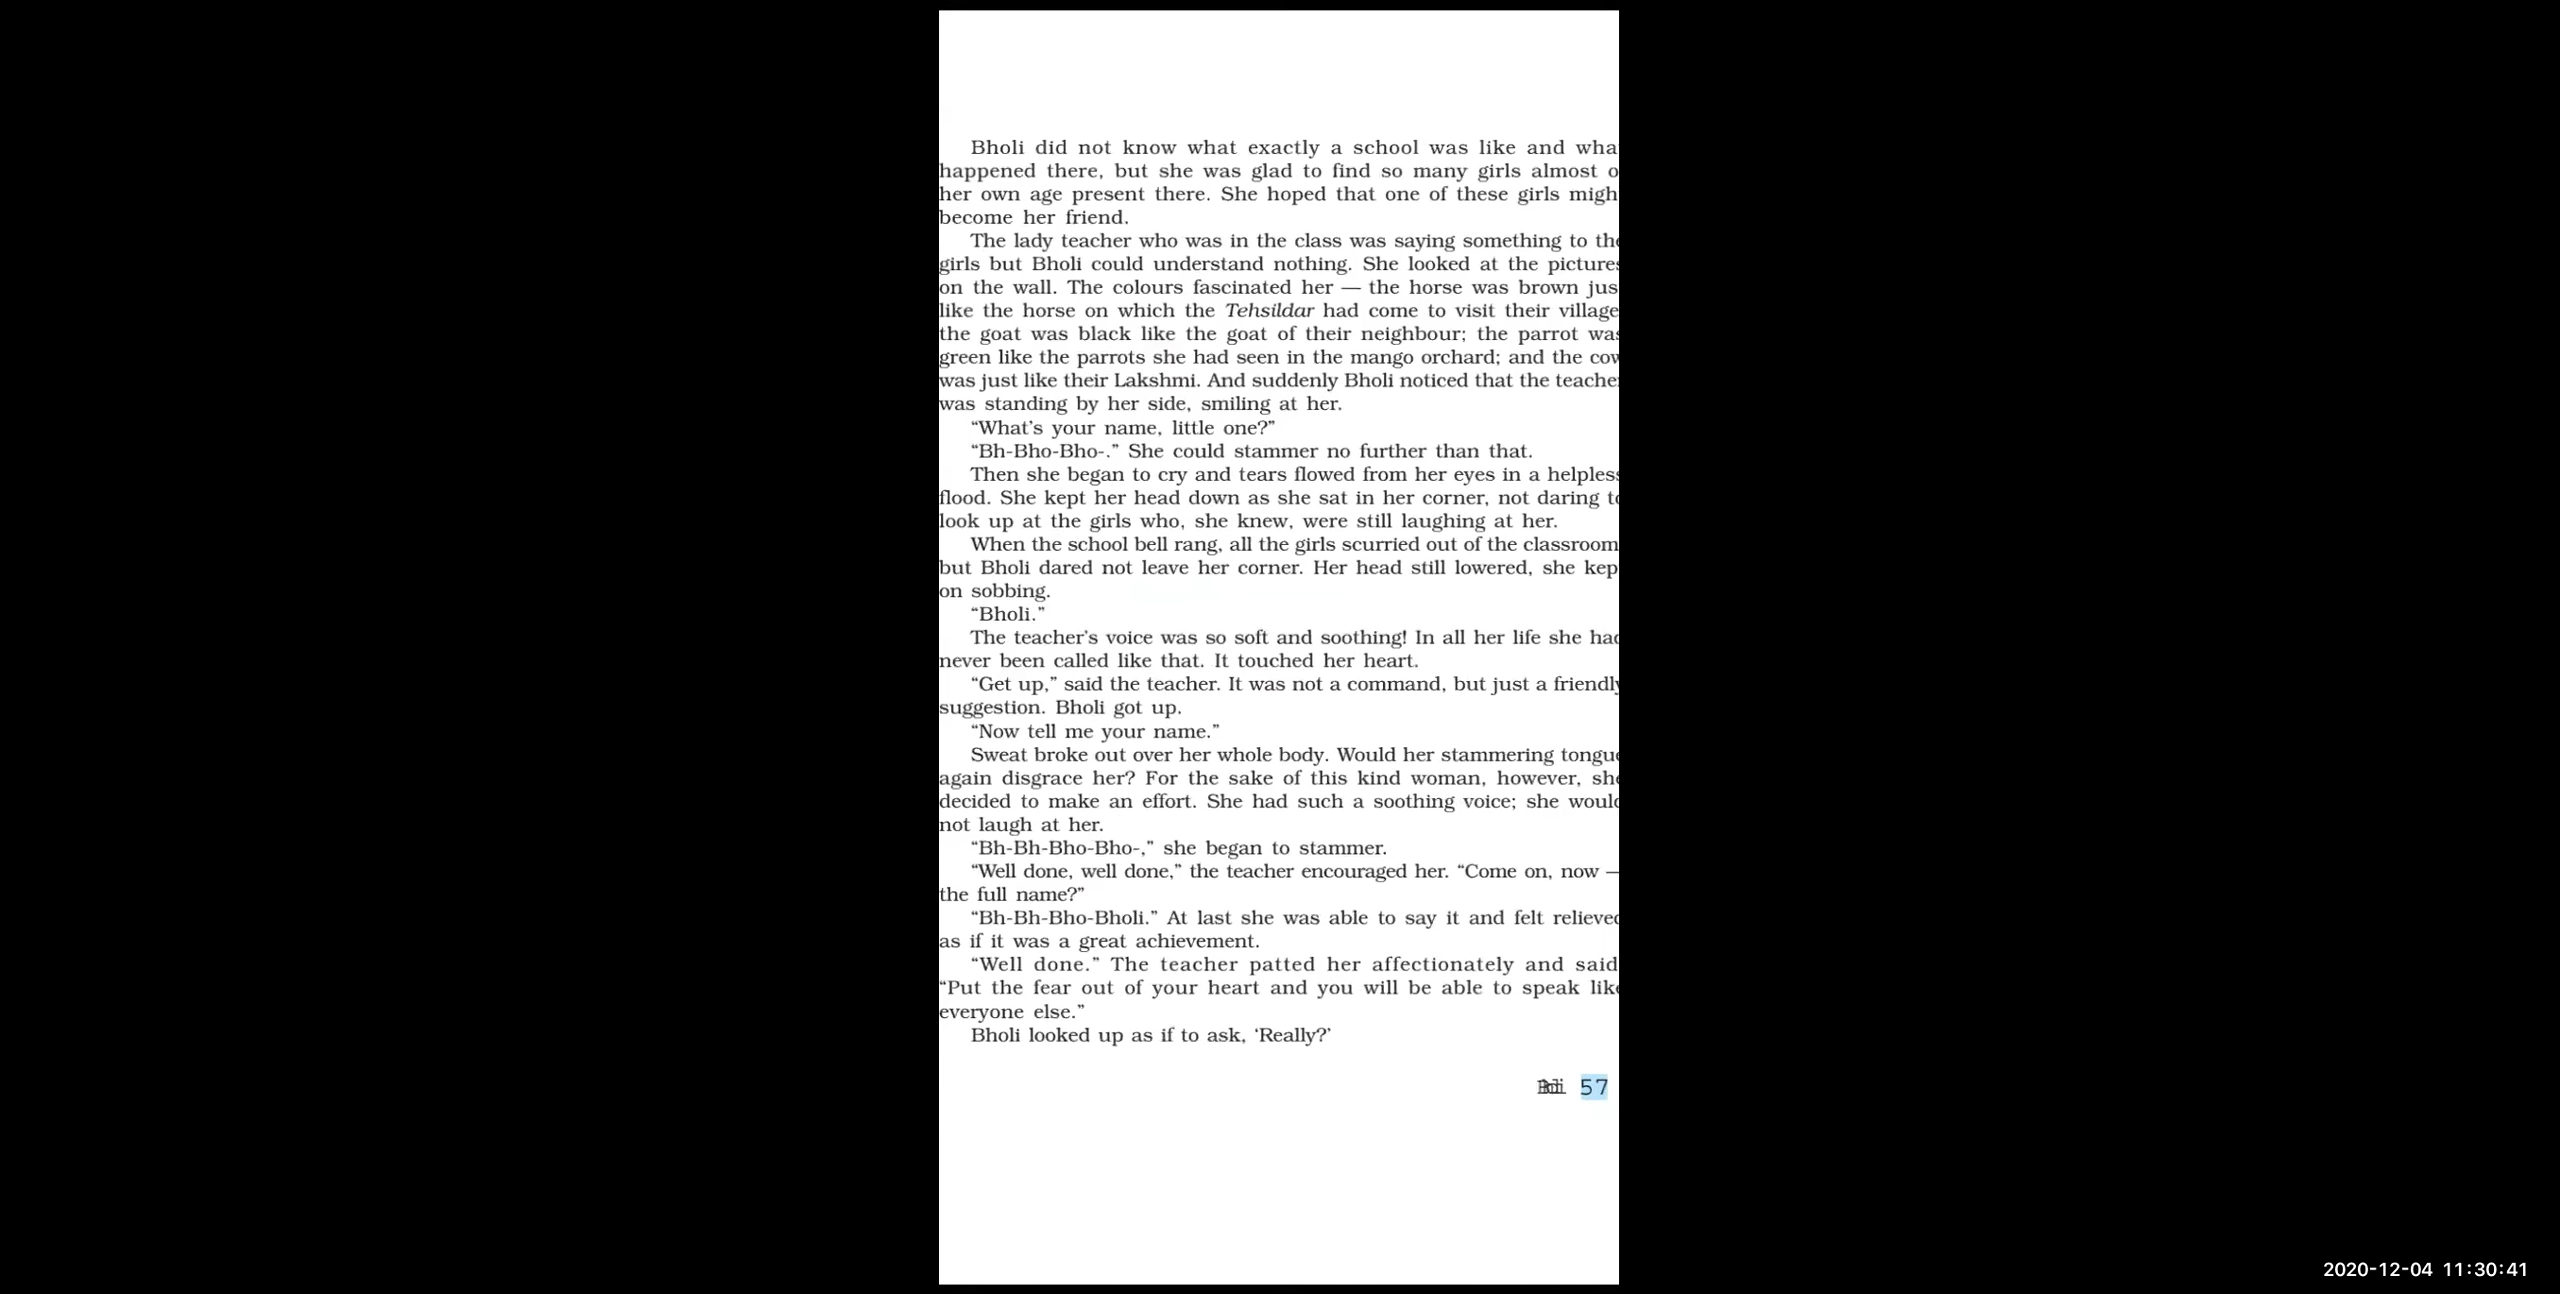 Bholi did not know what exactly a school was like and wha
happened there, but she was glad to find so many girls almost o
her own age present there. She hoped that one of these girls migh
become her friend.
The lady teacher who was in the class was saying something to the
girls but Bholi could understand nothing. She looked at the pictures
on the wall. The colours fascinated her — the horse was brown jus
like the horse on which the Tehsildar had come to visit their village
the goat was black like the goat of their neighbour; the parrot was
green like the parrots she had seen in the mango orchard; and the cow
was just like their Lakshmi. And suddenly Bholi noticed that the teacher
was standing by her side, smiling at her.
“What’s your name, little one?”
“Bh-Bho-Bho-.” She could stammer no further than that.
Then she began to cry and tears flowed from her eyes in a helpless
flood. She kept her head down as she sat in her corner, not daring to
look up at the girls who, she knew, were still laughing at her.
When the school bell rang, all the girls scurried out of the classroom
but Bholi dared not leave her corner. Her head still lowered, she kep
on sobbing.
“Bholi.”
The teacher’s voice was so soft and soothing! In all her life she had
never been called like that. It touched her heart.
“Get up,” said the teacher. It was not a command, but just a friendly
suggestion. Bholi got up.
“Now tell me your name.”
Sweat broke out over her whole body. Would her stammering tongue
again disgrace her? For the sake of this kind woman, however, she
decided to make an effort. She had such a soothing voice; she would
not laugh at her.
“Bh-Bh-Bho-Bho-,” she began to stammer.
“Well done, well done,” the teacher encouraged her. “Come on, now —
the full name?”
“Bh-Bh-Bho-Bholi.” At last she was able to say it and felt relieved
as if it was a great achievement.
“Well done.” The teacher patted her affectionately and said
“Put the fear out of your heart and you will be able to speak like
everyone else.”
Bholi looked up as if to ask, ‘Really?’
57
2020-12-04 11:30:41